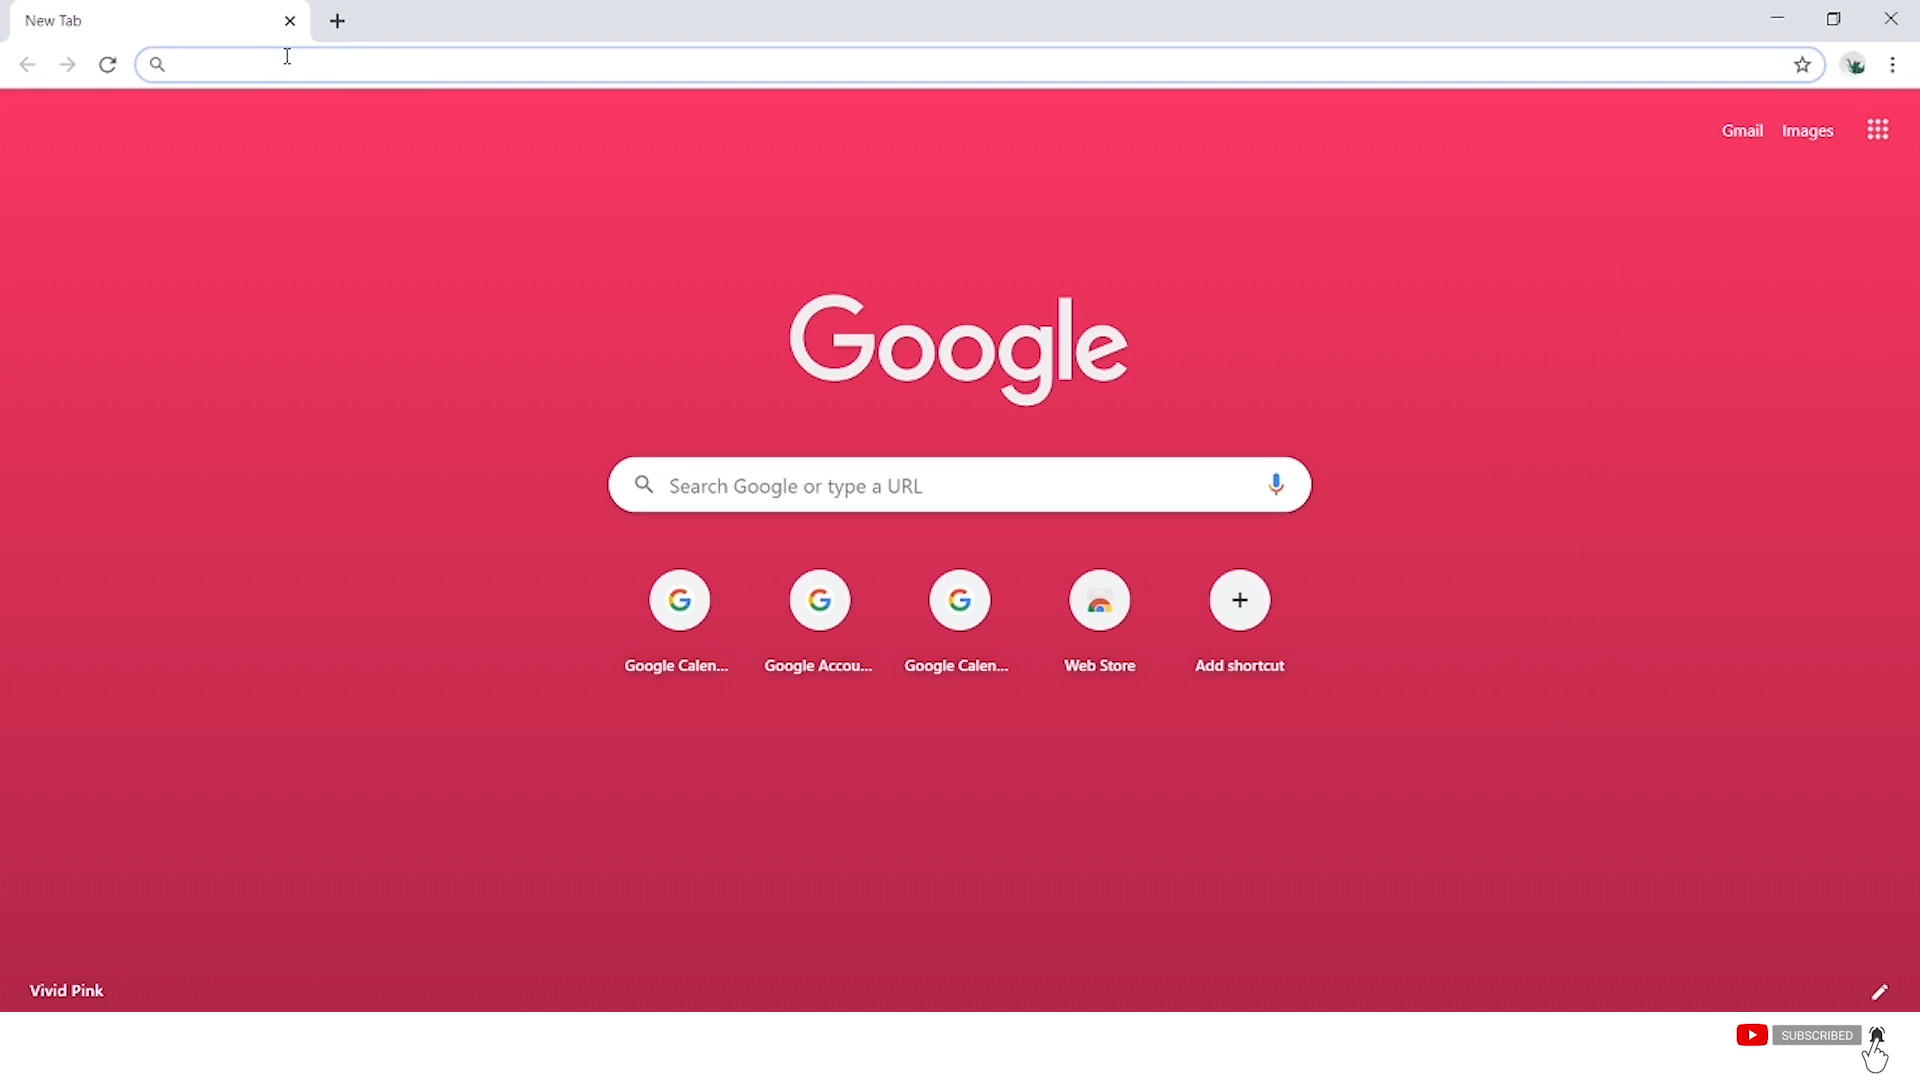 New Tab
Gmail Images
Google
Search Google or type a URL
Google Calen...
Google Accou...
Google Calen...
Web Store
Add shortcut
Vivid Pink
SUBSCRIBED